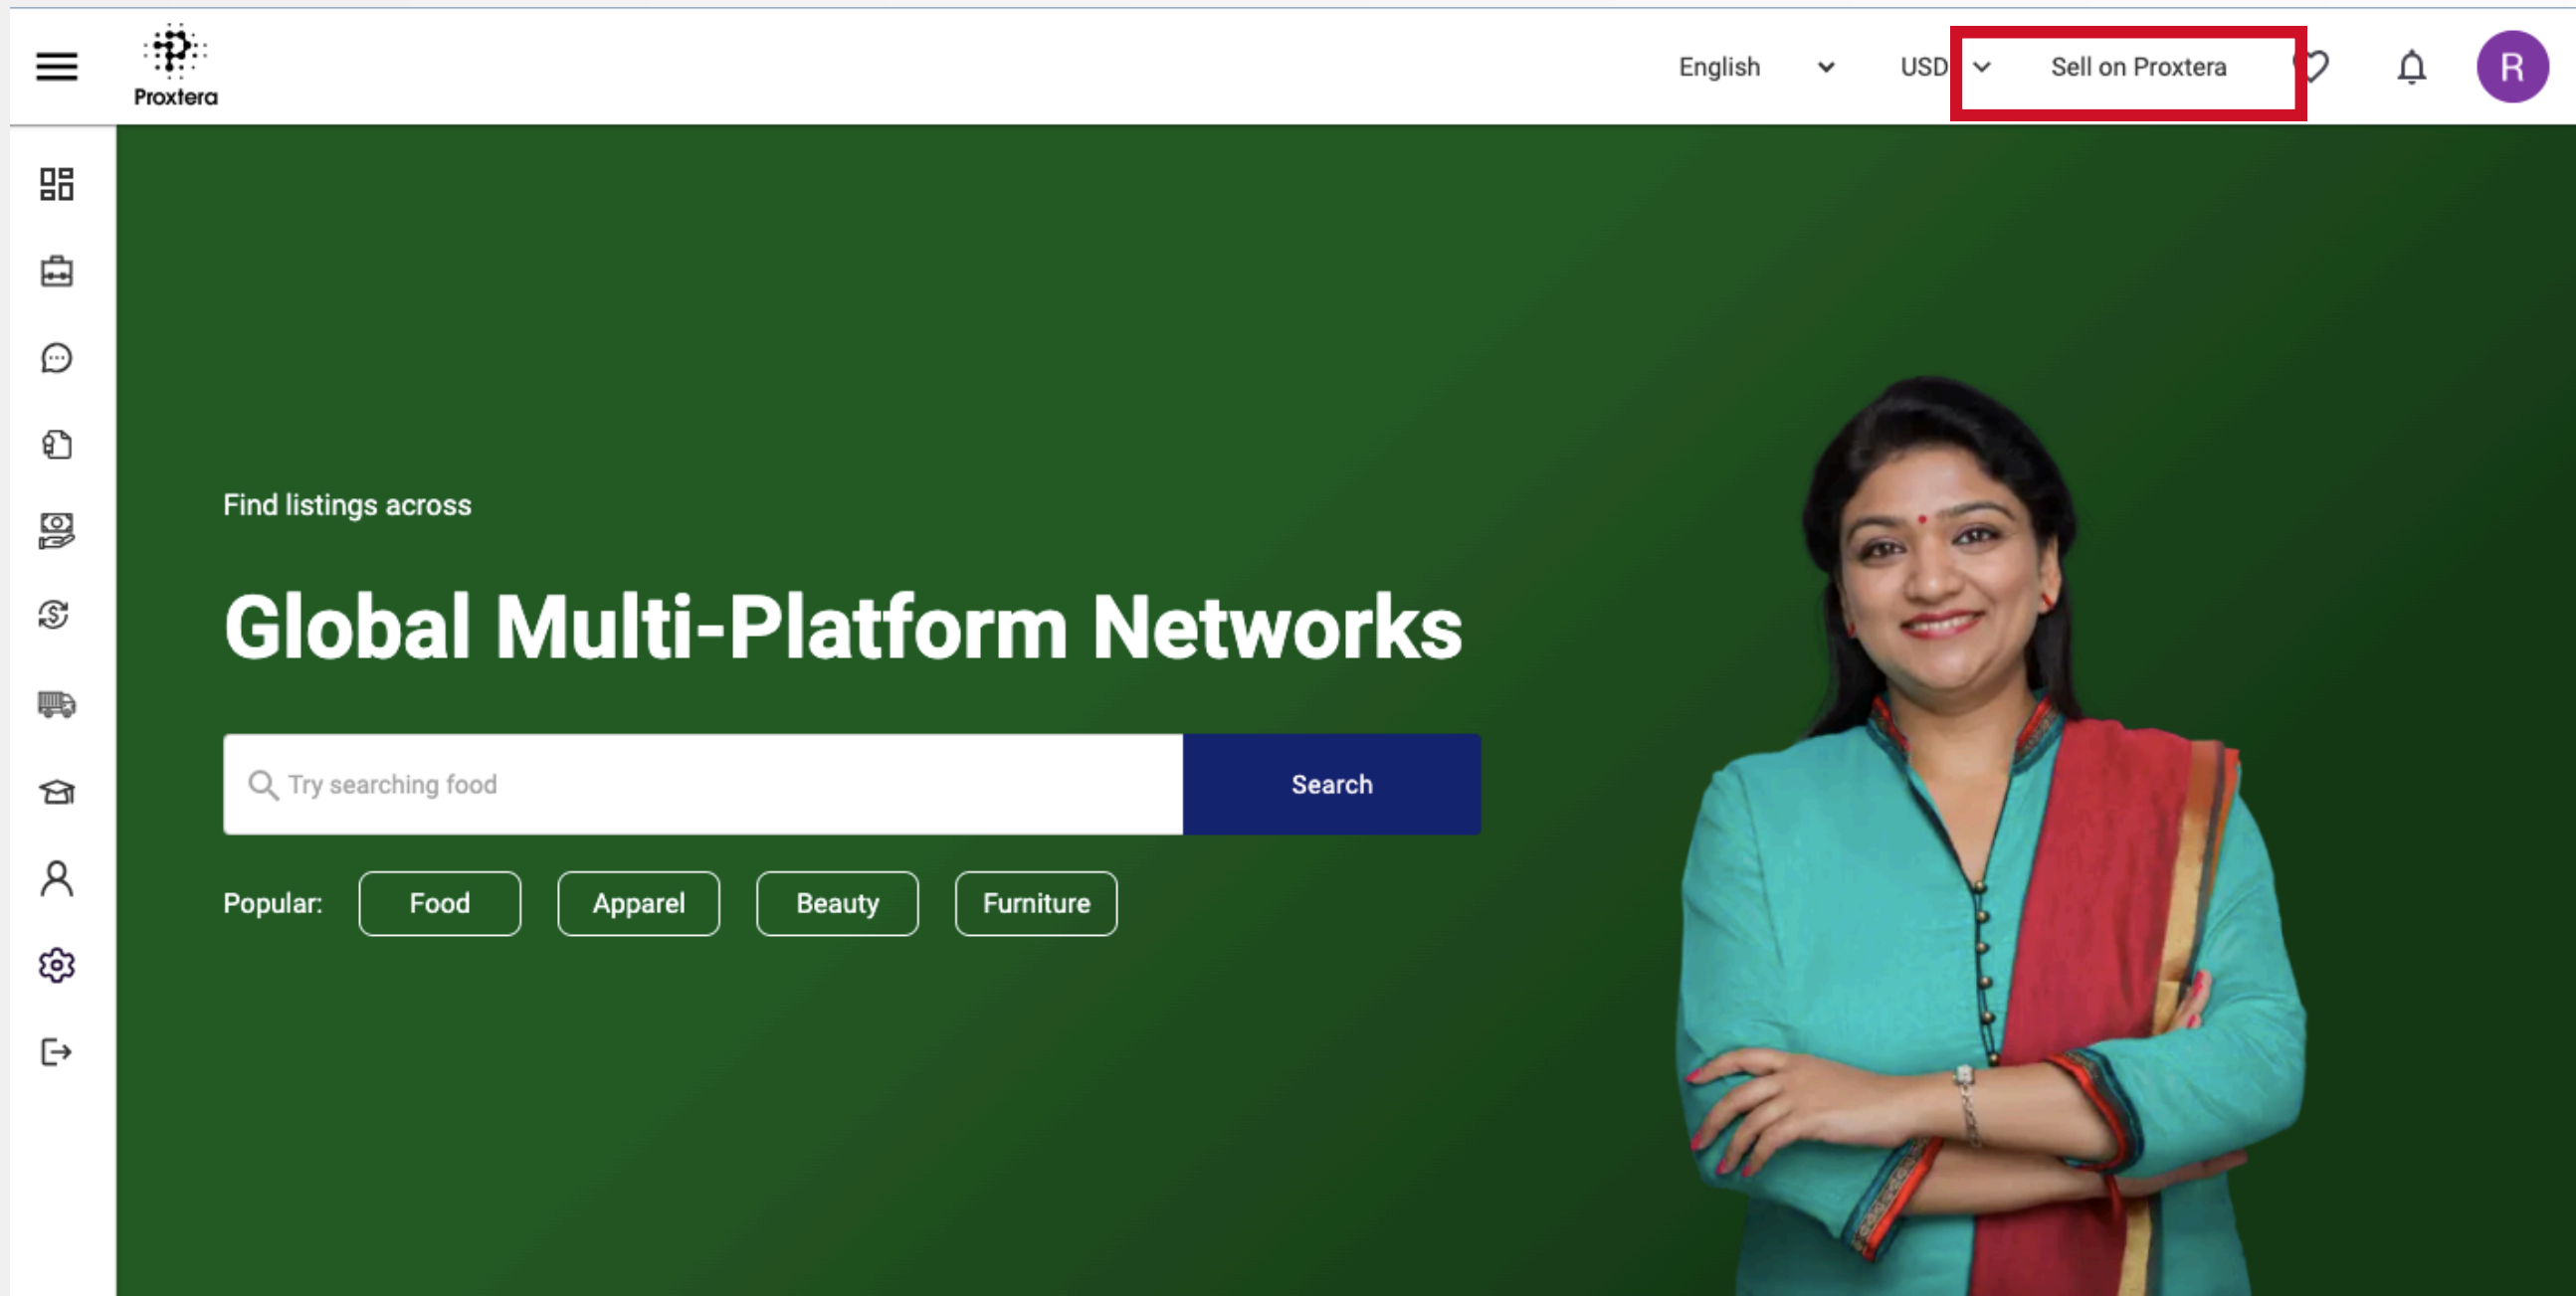 Proxtera
English
USD
Sell on Proxtera
R
Find listings across
Global Multi-Platform Networks
Try searching food
Search
Popular:
Food
Apparel
Beauty
Furniture